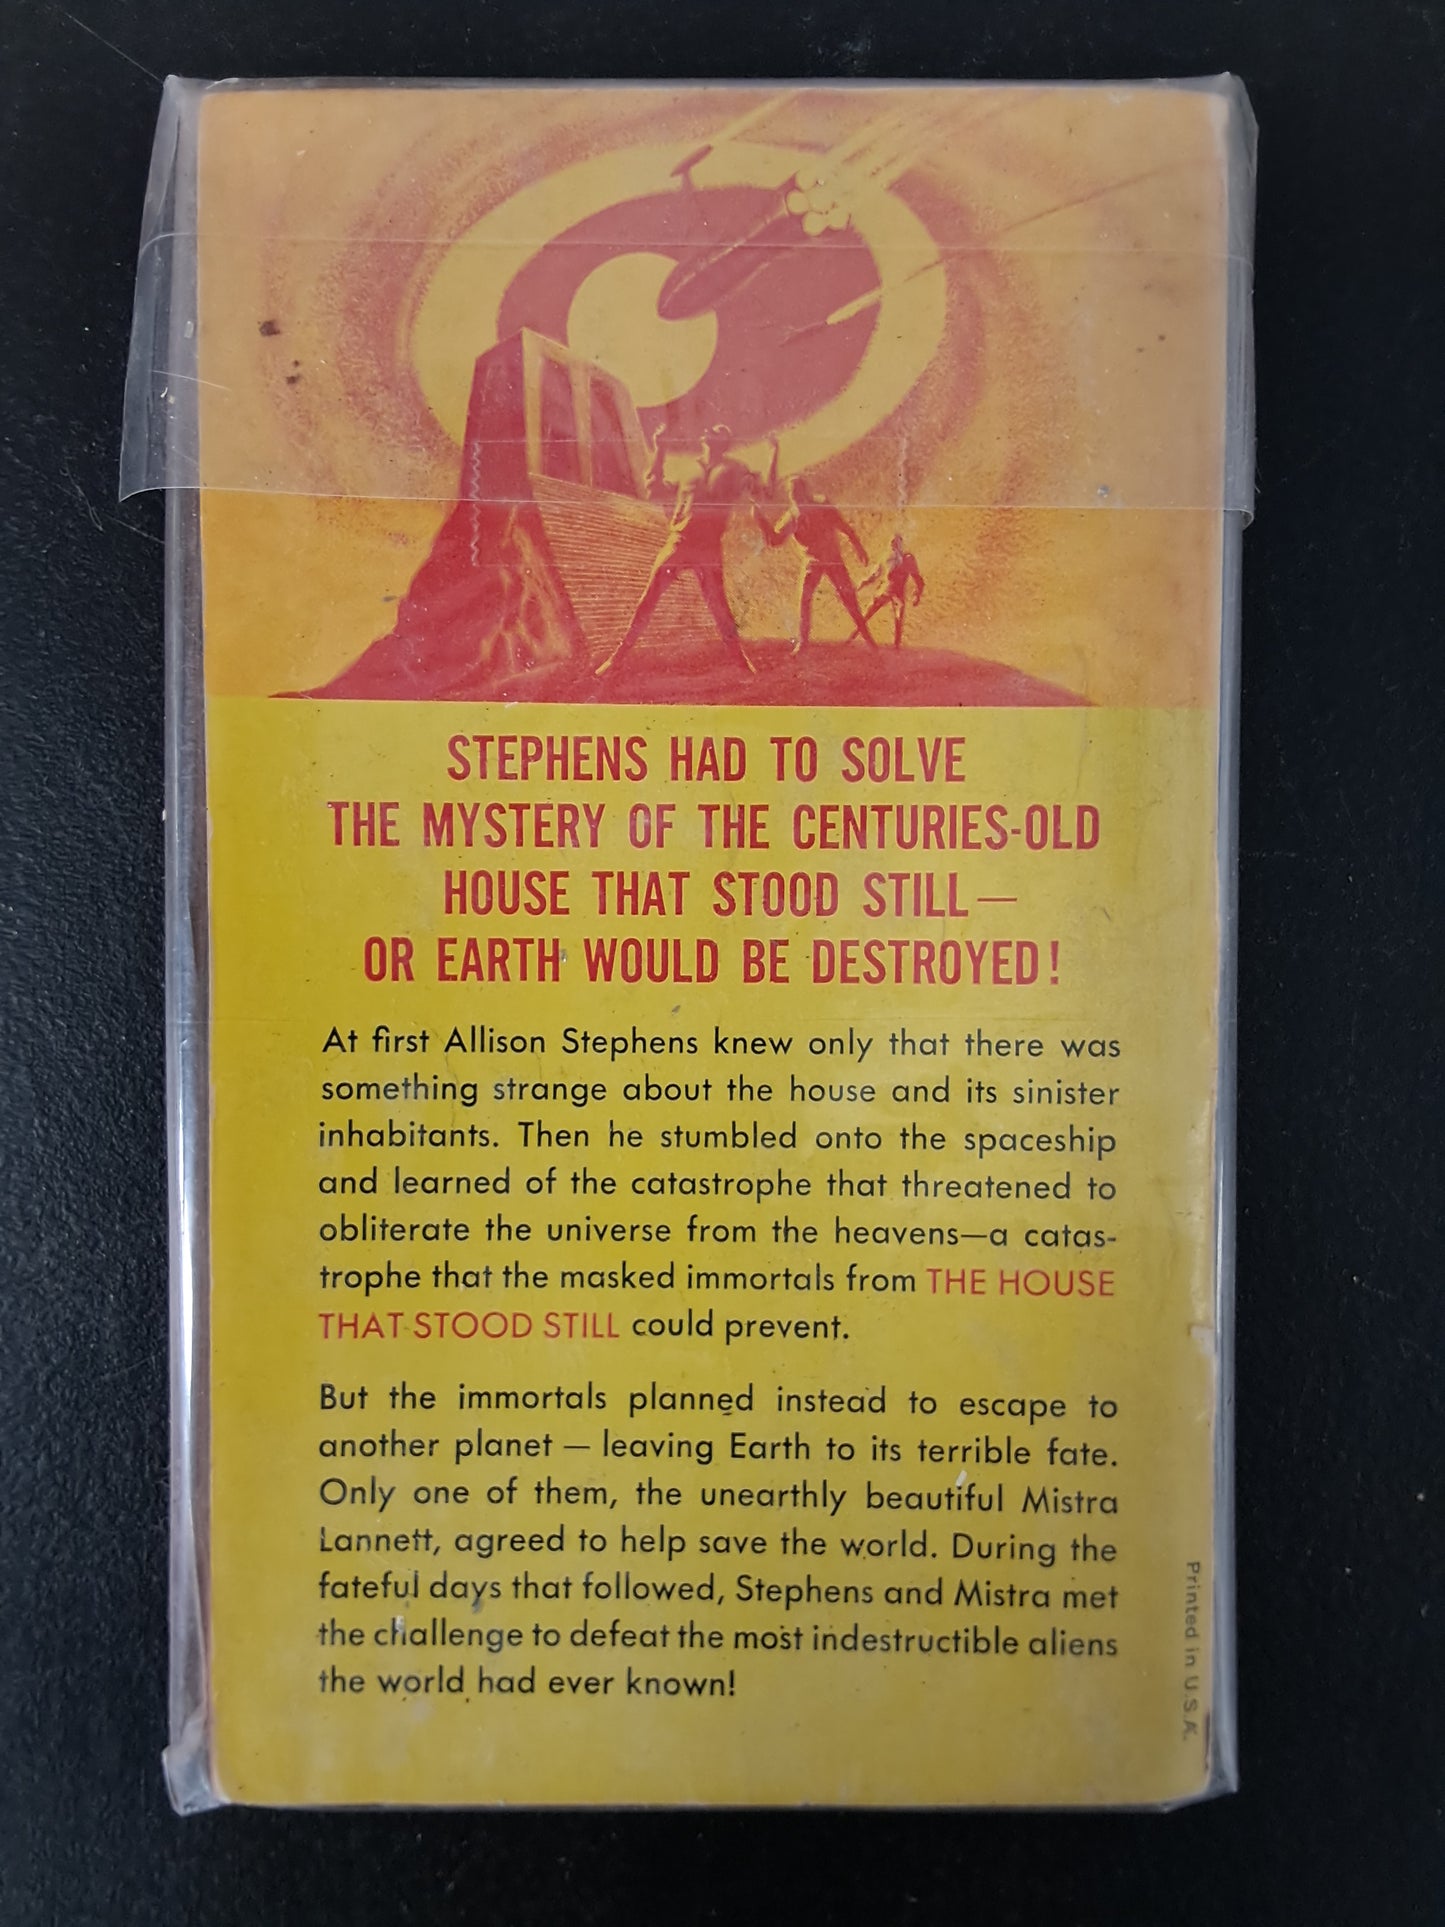 STEPHENS HAD TO SOLVE
THE MYSTERY OF THE CENTURIES-OLD
HOUSE THAT STOOD STILL—
OR EARTH WOULD BE DESTROYED!
At first Allison Stephens knew only that there was
something strange about the house and its sinister
inhabitants. Then he stumbled onto the spaceship
and learned of the catastrophe that threatened to
obliterate the universe from the heavens—a catas-
trophe that the masked immortals from THE HOUSE
THAT STOOD STILL could prevent.
But the immortals planned instead to escape to
another planet — leaving Earth to its terrible fate.
Only one of them, the unearthly beautiful Mistra
Lannett, agreed to help save the world. During the
fateful days that followed, Stephens and Mistra met
the challenge to defeat the most indestructible aliens
the world had ever known!
Printed in U.S.A.